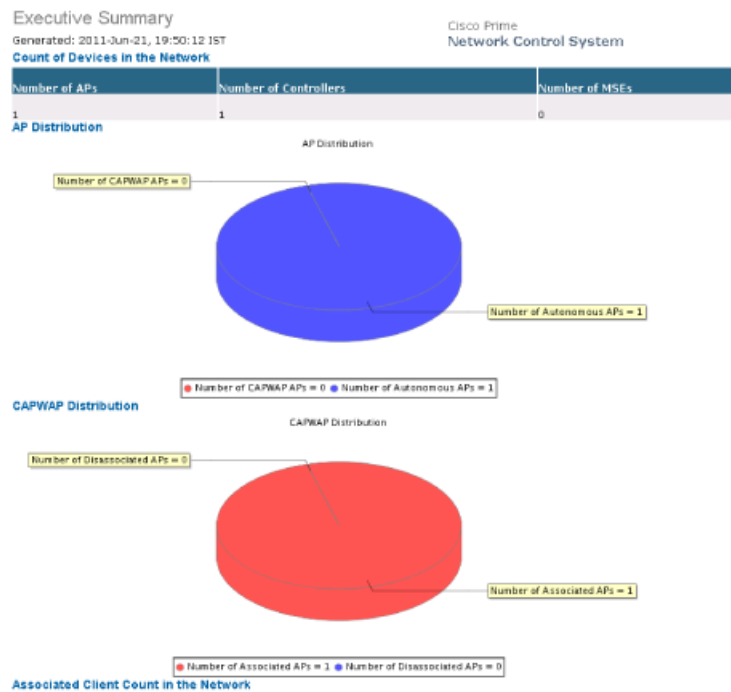 Executive Summary
Cisco Prime
Generated: 2011-Jun-21, 19:50:12 IST
Network Control System
Count of Devices in the Network
Number of APs Number of Controllers Number of MSEs
1 1 0
AP Distribution
AP Distribution
Number of CAPWAP APs = 0
Number of Autonomous APs = 1
Number of CAPWAP APs = 0 Number of Autonomous APs = 1
CAPWAP Distribution
CAPWAP Distribution
Number of Disassociated APs = 0
Number of Associated APs = 1
Number of Associated APs = 1 Number of Disassociated APs = 0
Associated Client Count in the Network